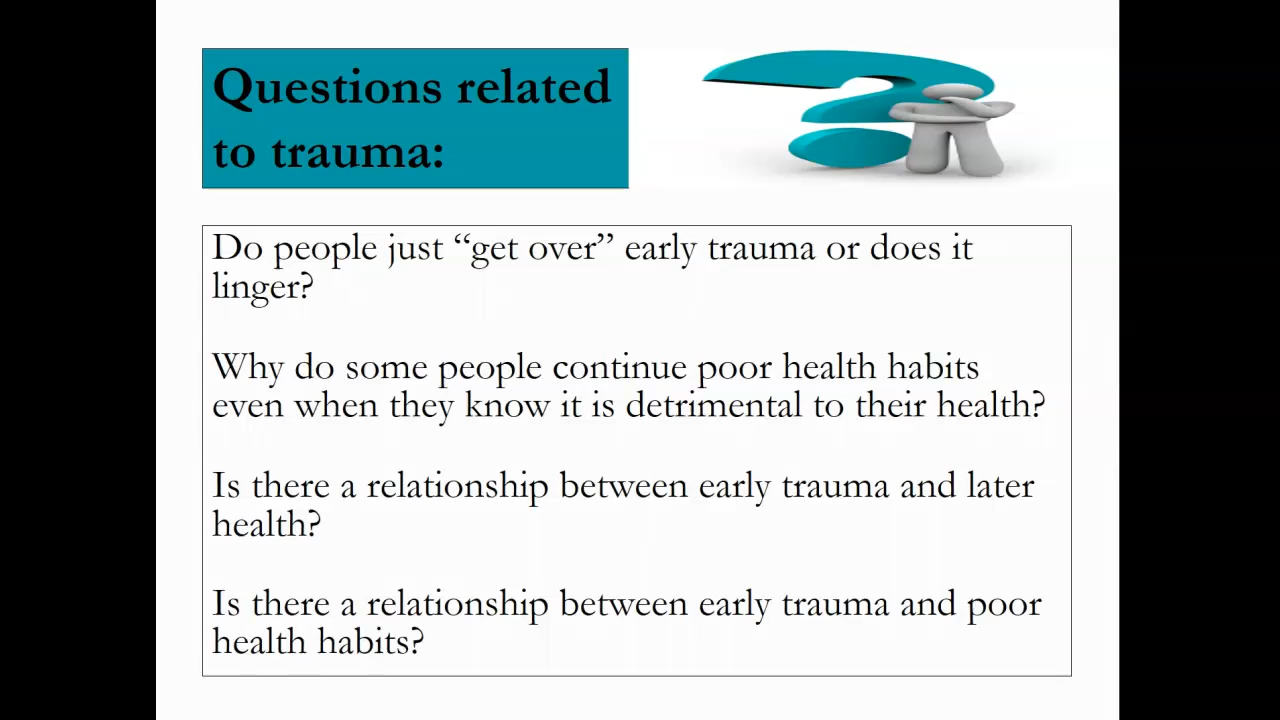 Questions related
to trauma:
Do people just “get over” early trauma or does it
linger?
Why do some people continue poor health habits
even when they know it is detrimental to their health?
Is there a relationship between early trauma and later
health?
Is there a relationship between early trauma and poor
health habits?